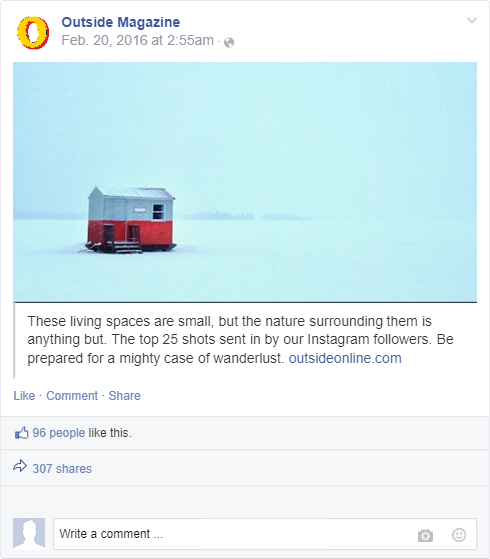 Outside Magazine
Feb. 20, 2016 at 2:55am ·
These living spaces are small, but the nature surrounding them is
anything but. The top 25 shots sent in by our Instagram followers. Be
prepared for a mighty case of wanderlust. outsideonline.com
Like · Comment · Share
96 people like this.
307 shares
Write a comment ...